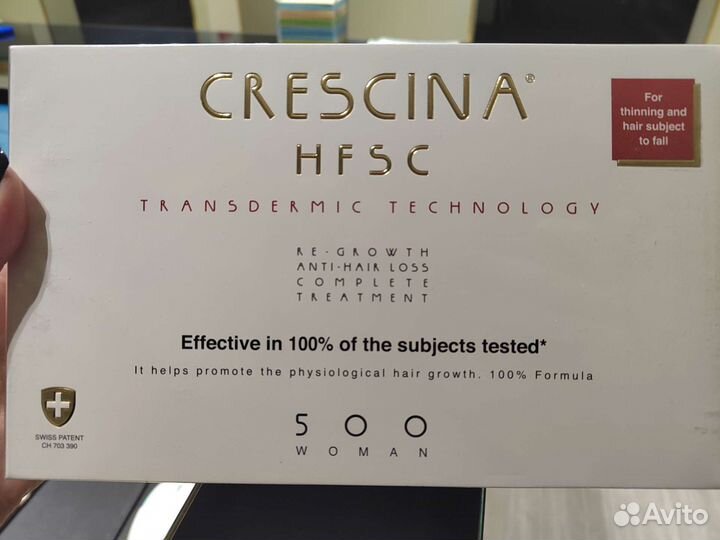 CRESCINA®
HFSC
TRANSDERMIC TECHNOLOGY
For
thinning and
hair subject
to fall
RE-GROWTH
ANTI-HAIR LOSS
COMPLETE
TREATMENT
Effective in 100% of the subjects tested*
It helps promote the physiological hair growth. 100% Formula
SWISS PATENT
CH 703 390
500
WOMAN
Avito